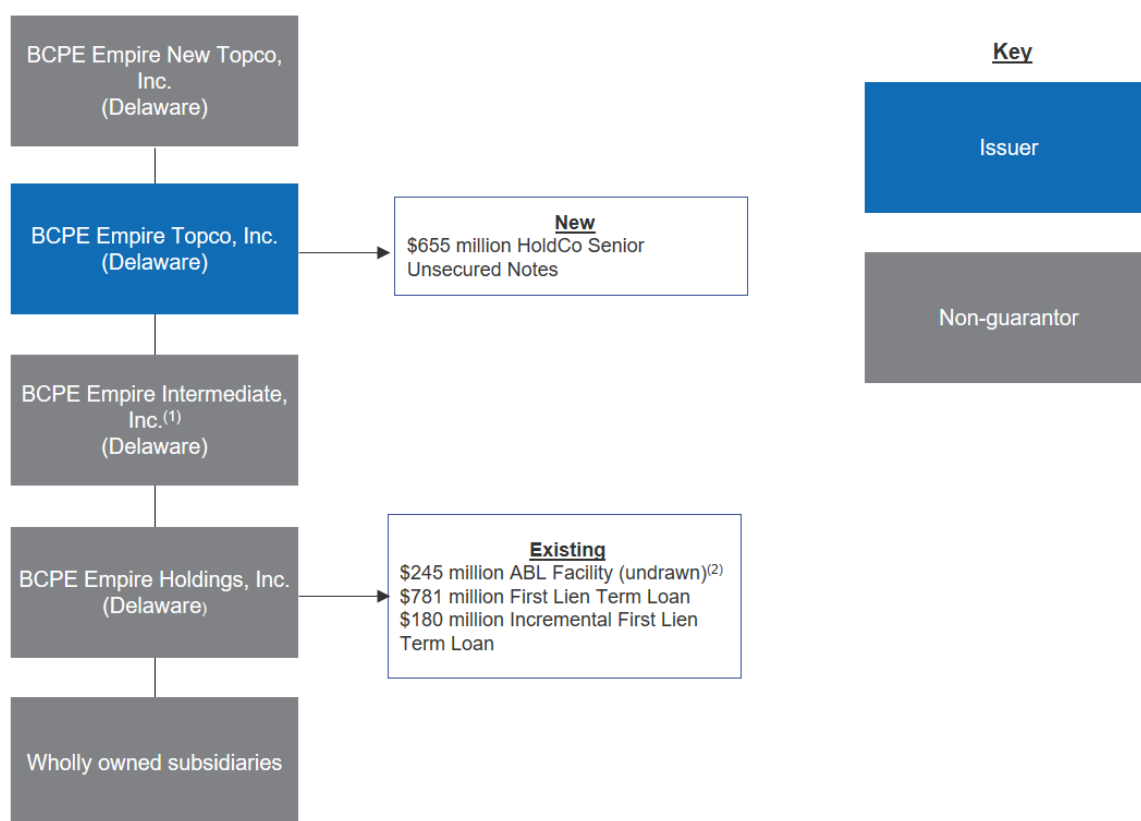 BCPE Empire New Topco,
Inc.
(Delaware)
Key
Issuer
BCPE Empire Topco, Inc.
(Delaware)
New
$655 million HoldCo Senior
Unsecured Notes
Non-guarantor
BCPE Empire Intermediate,
Inc.(1)
(Delaware)
BCPE Empire Holdings, Inc.
(Delaware)
Existing
$245 million ABL Facility (undrawn)(2)
$781 million First Lien Term Loan
$180 million Incremental First Lien
Term Loan
Wholly owned subsidiaries